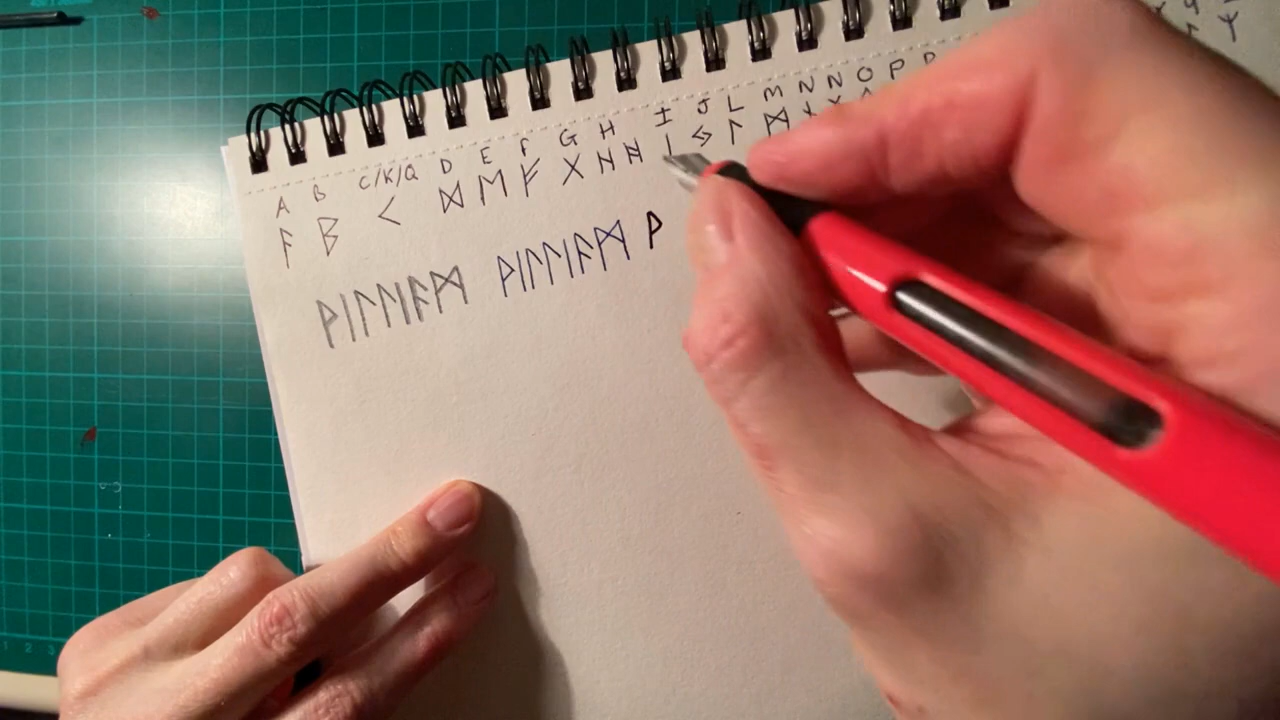 A B C/K/Q D E F G H I J L M N N O P
ᚨ ᛒ ᚲ ᛞ ᛖ ᚠ ᚷ ᚺ ᚻ ᛁ ᛃ ᛚ ᛗ
ᚹᛁᛚᛚᛁᚨᛗ ᚹᛁᛚᛚᛁᚨᛗ ᚹ